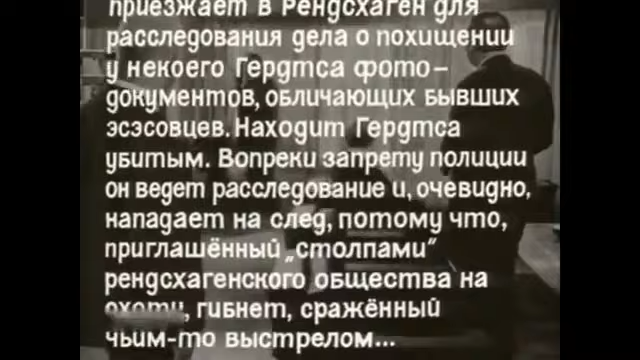 приезжает в Рендсхаген для
расследования дела о похищении
у некоего Гердтса фото-
документов, обличающих бывших
эсэсовцев. Находит Гердтса
убитым. Вопреки запрету полиции
он ведет расследование и, очевидно,
нападает на след, потому что,
приглашённый „столпами“
рендсхагенского общества на
охоту, гибнет, сражённый
чьим-то выстрелом...